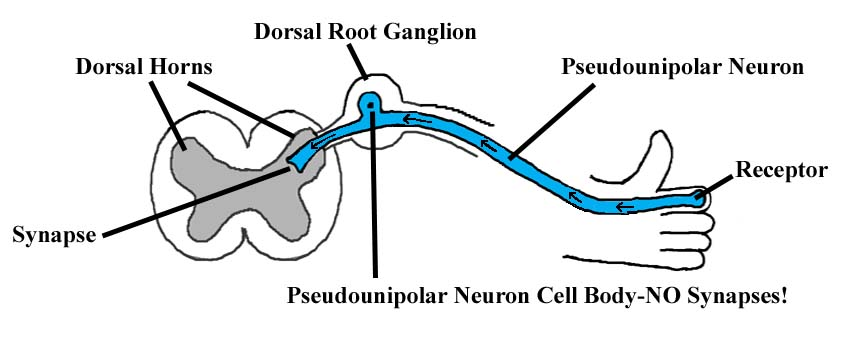 Dorsal Root Ganglion
Dorsal Horns
Pseudounipolar Neuron
Receptor
Synapse
Pseudounipolar Neuron Cell Body-NO Synapses!